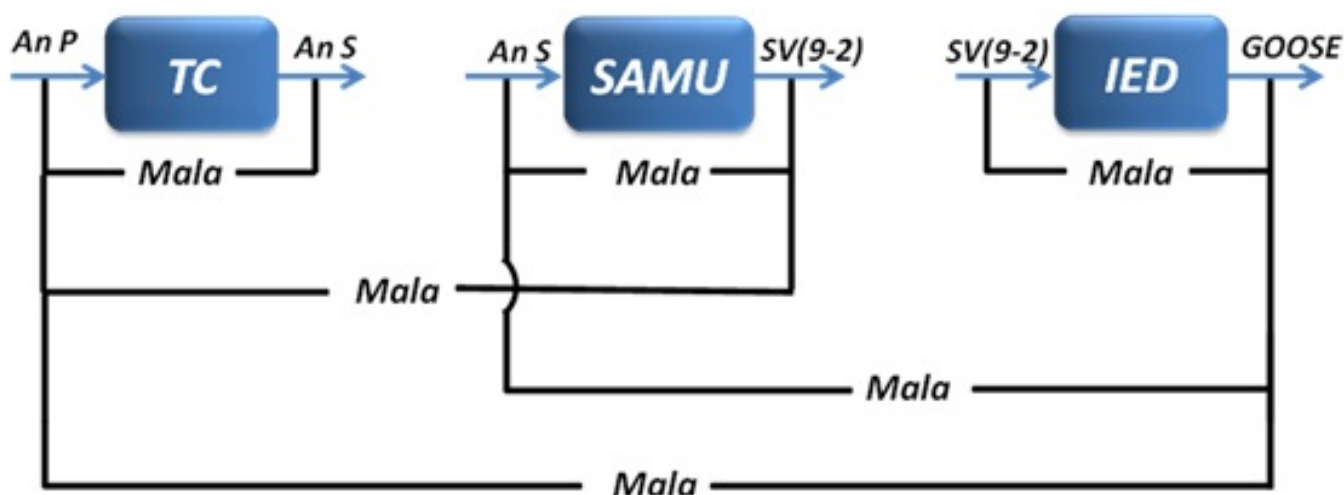 An P TC An S An S SAMU SV(9-2) SV(9-2) IED GOOSE
Mala Mala Mala
Mala
Mala
Mala